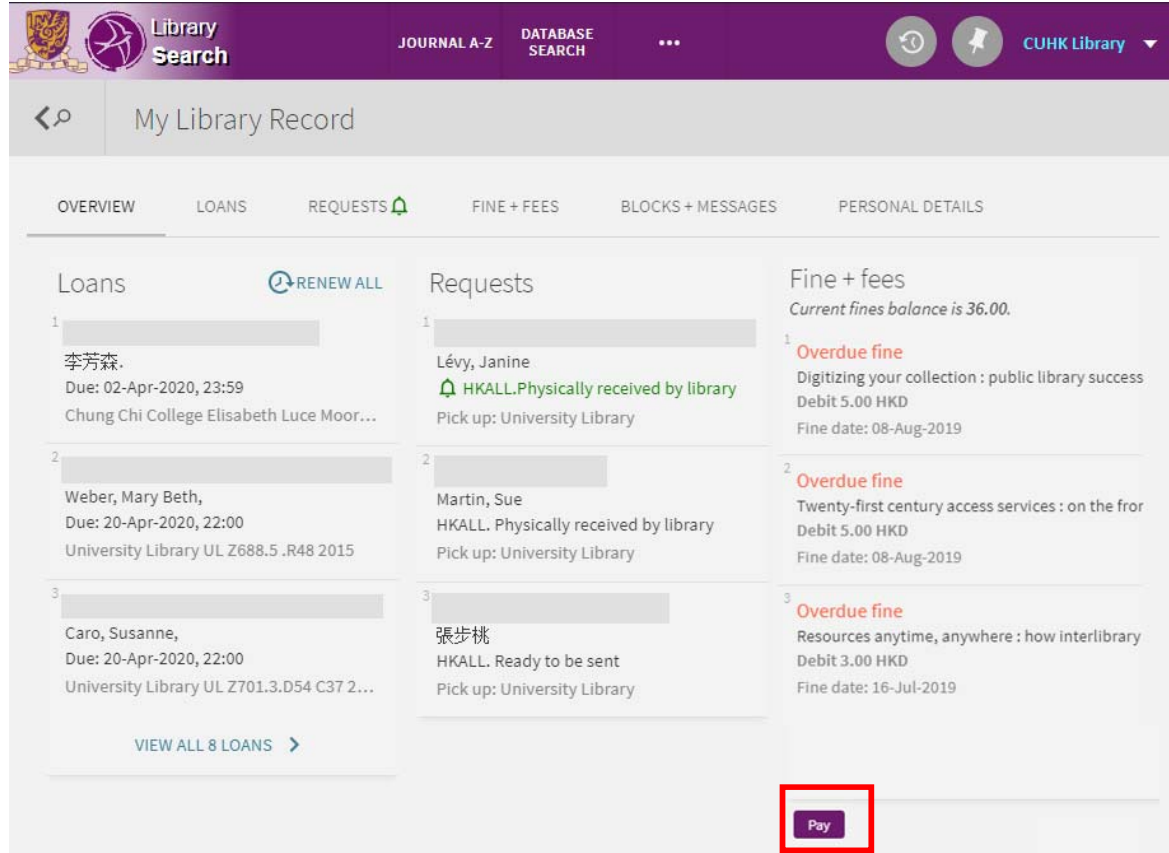 Library
Search
JOURNAL A-Z
DATABASE
SEARCH
•••
CUHK Library
My Library Record
OVERVIEW
LOANS
REQUESTS
FINE + FEES
BLOCKS + MESSAGES
PERSONAL DETAILS
Loans
RENEW ALL
1
李芳森.
Due: 02-Apr-2020, 23:59
Chung Chi College Elisabeth Luce Moor...
2
Weber, Mary Beth,
Due: 20-Apr-2020, 22:00
University Library UL Z688.5 .R48 2015
3
Caro, Susanne,
Due: 20-Apr-2020, 22:00
University Library UL Z701.3.D54 C37 2...
VIEW ALL 8 LOANS
Requests
1
Lévy, Janine
HKALL.Physically received by library
Pick up: University Library
2
Martin, Sue
HKALL. Physically received by library
Pick up: University Library
3
張步桃
HKALL. Ready to be sent
Pick up: University Library
Fine + fees
Current fines balance is 36.00.
1
Overdue fine
Digitizing your collection : public library success
Debit 5.00 HKD
Fine date: 08-Aug-2019
2
Overdue fine
Twenty-first century access services : on the fror
Debit 5.00 HKD
Fine date: 08-Aug-2019
3
Overdue fine
Resources anytime, anywhere : how interlibrary
Debit 3.00 HKD
Fine date: 16-Jul-2019
Pay